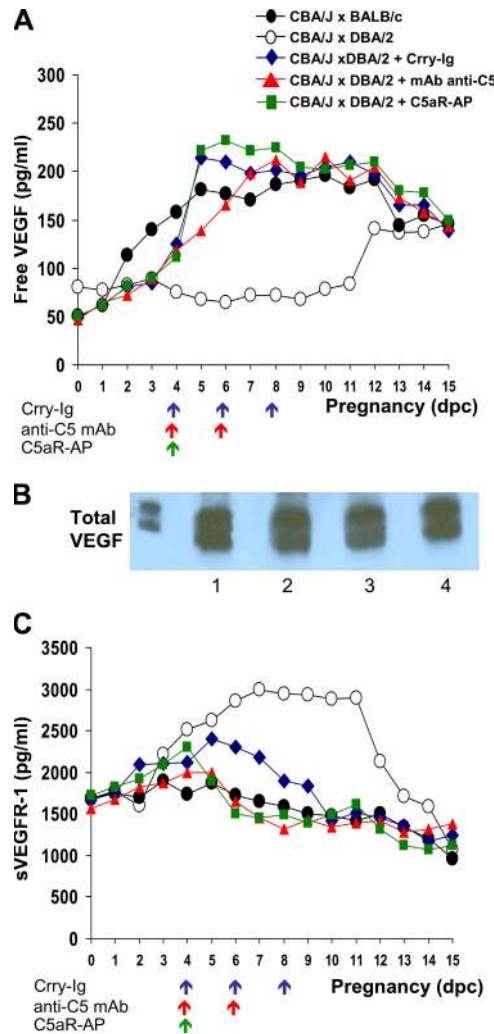 A
CBA/J x BALB/c
CBA/J x DBA/2
CBA/J xDBA/2 + Crry-Ig
CBA/J x DBA/2 + mAb anti-C5
CBA/J x DBA/2 + C5aR-AP
Free VEGF (pg/ml)
300
250
200
150
100
50
0
0 1 2 3 4 5 6 7 8 9 10 11 12 13 14 15
Pregnancy (dpc)
Crry-Ig
anti-C5 mAb
C5aR-AP
B
Total
VEGF
1 2 3 4
C
sVEGFR-1 (pg/ml)
3500
3000
2500
2000
1500
1000
500
0
0 1 2 3 4 5 6 7 8 9 10 11 12 13 14 15
Crry-Ig
Pregnancy (dpc)
anti-C5 mAb
C5aR-AP